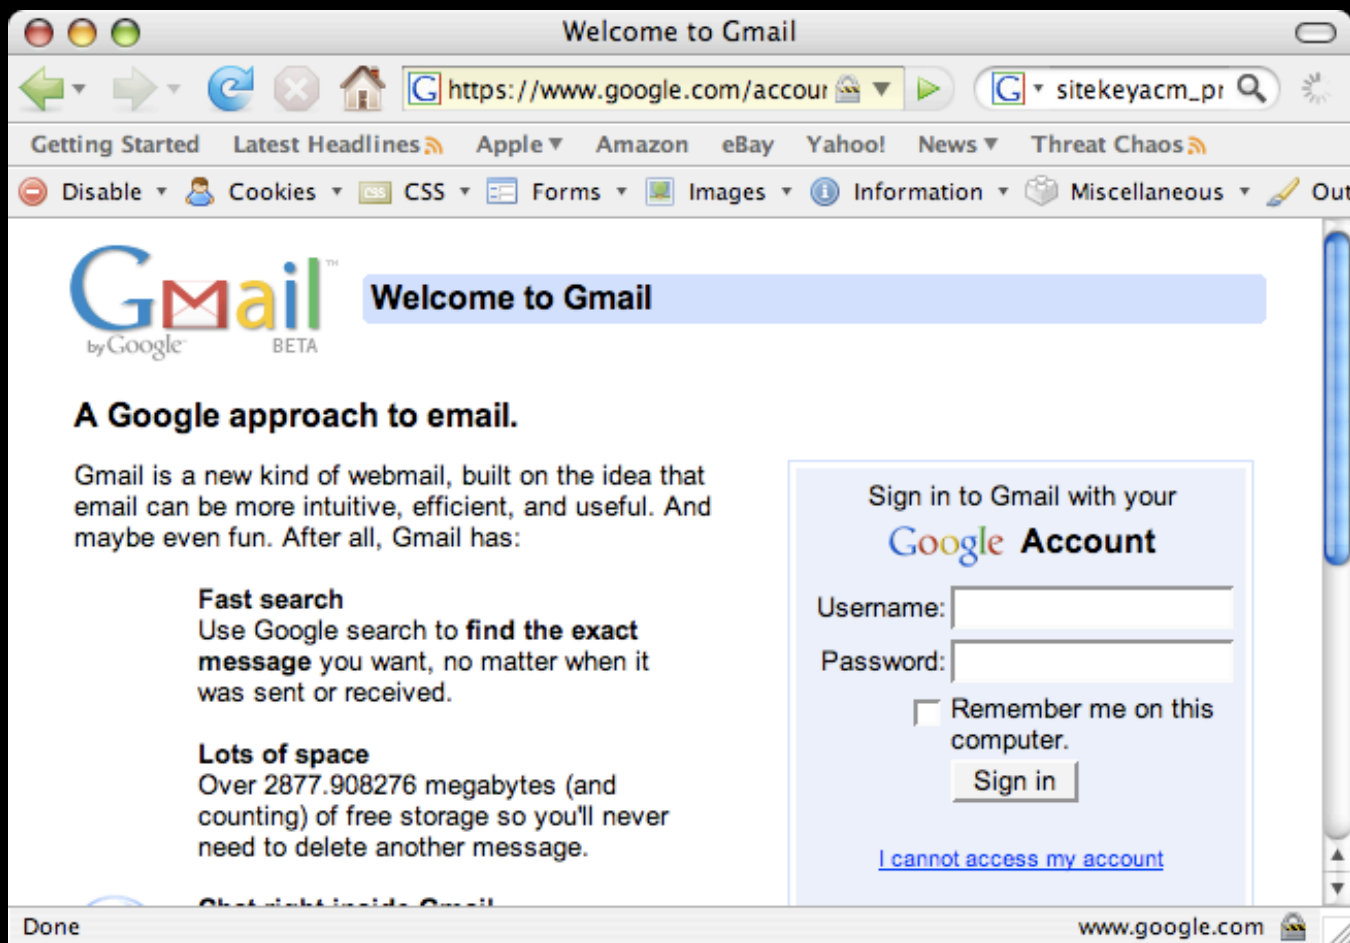 Welcome to Gmail
https://www.google.com/accour
sitekeyacm_pr
Getting Started Latest Headlines Apple Amazon eBay Yahoo! News Threat Chaos
Disable Cookies CSS Forms Images Information Miscellaneous Out
Gmail™
by Google BETA
Welcome to Gmail
A Google approach to email.
Gmail is a new kind of webmail, built on the idea that
email can be more intuitive, efficient, and useful. And
maybe even fun. After all, Gmail has:
Fast search
Use Google search to find the exact
message you want, no matter when it
was sent or received.
Lots of space
Over 2877.908276 megabytes (and
counting) of free storage so you'll never
need to delete another message.
Chat right inside Gmail
Sign in to Gmail with your
Google Account
Username:
Password:
Remember me on this
computer.
Sign in
I cannot access my account
Done www.google.com